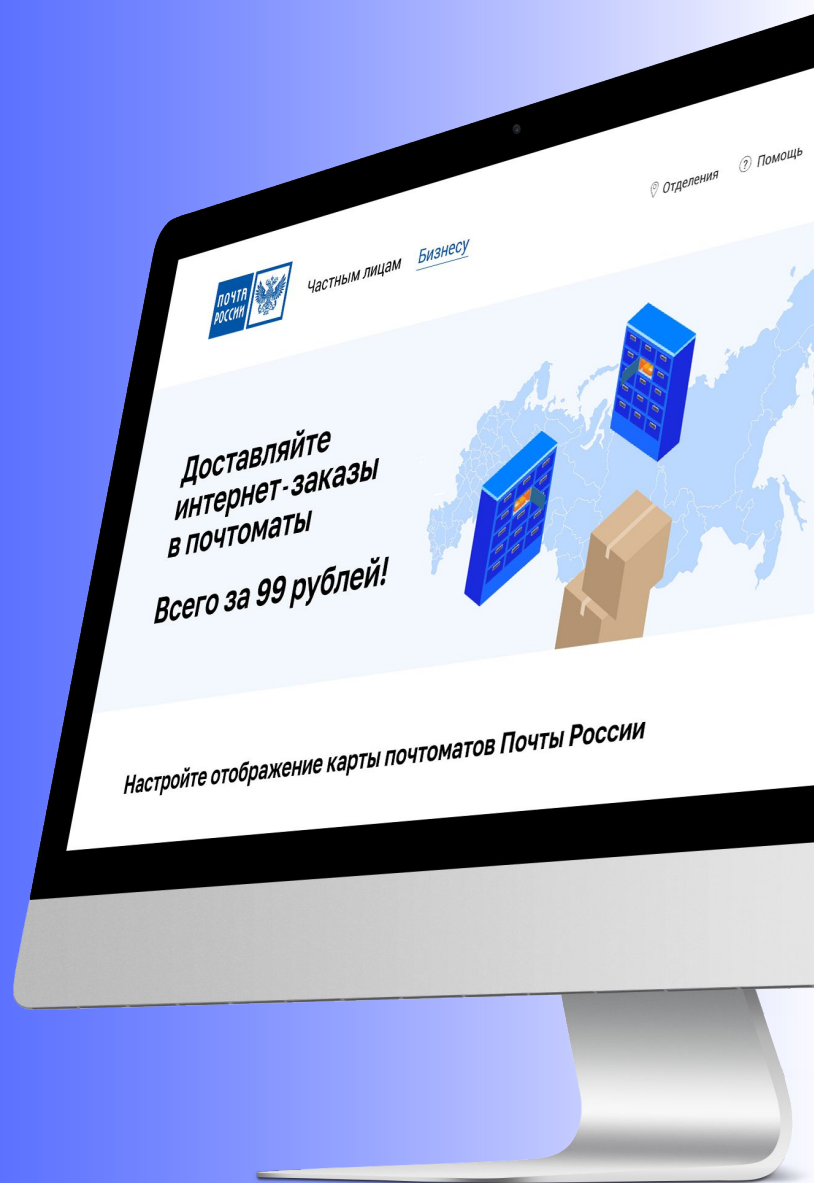 Отделения
Помощь
ПОЧТА
РОССИИ
Частным лицам
Бизнесу
Доставляйте
интернет-заказы
в почтоматы
Всего за 99 рублей!
Настройте отображение карты почтоматов Почты России